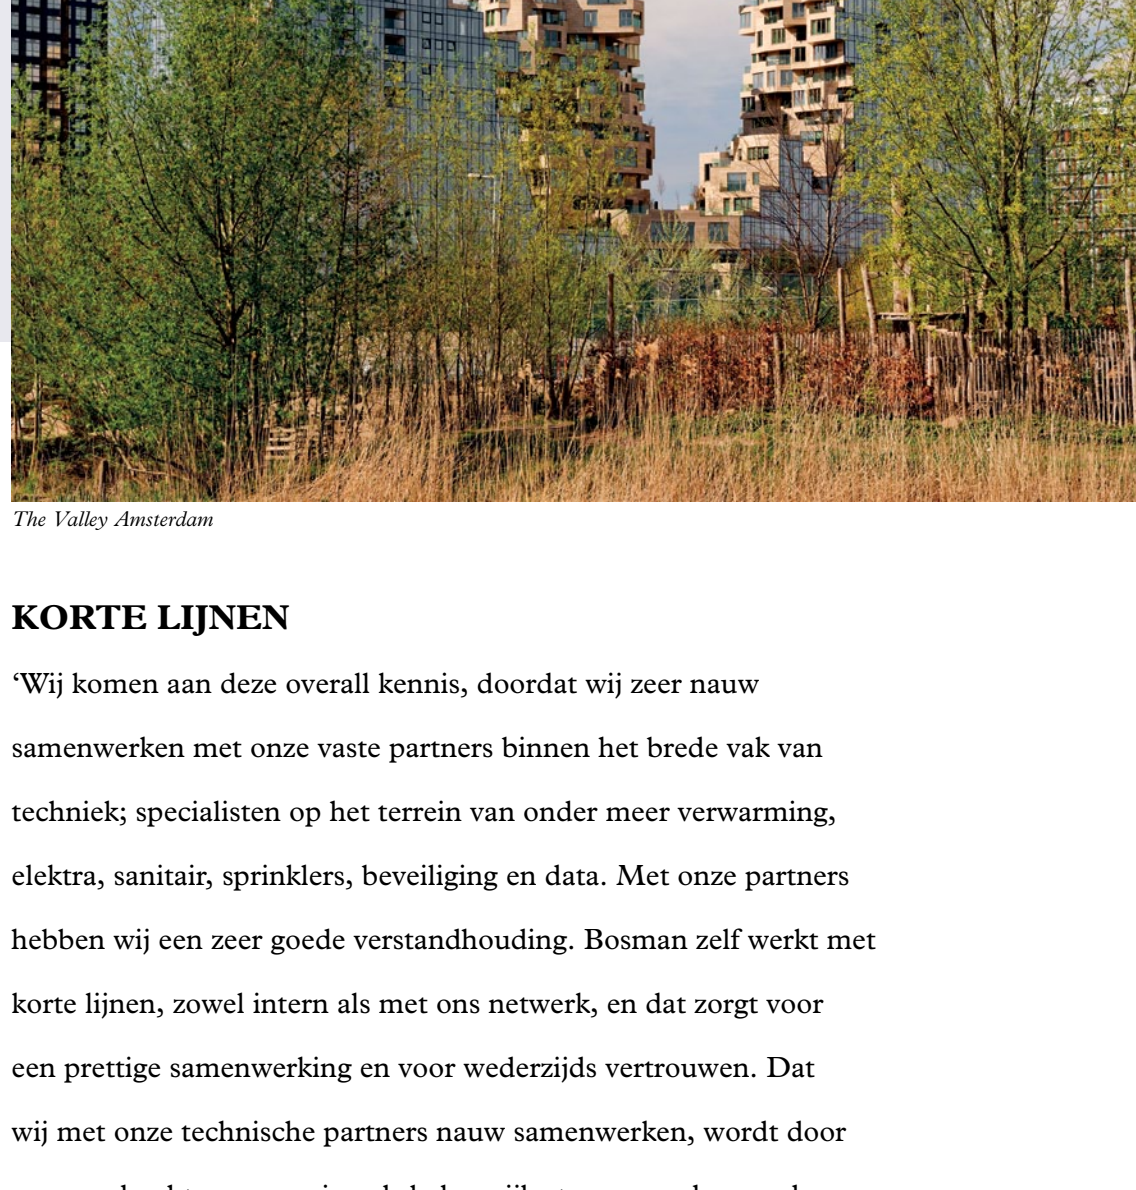 The Valley Amsterdam
KORTE LIJNEN
‘Wij komen aan deze overall kennis, doordat wij zeer nauw
samenwerken met onze vaste partners binnen het brede vak van
techniek; specialisten op het terrein van onder meer verwarming,
elektra, sanitair, sprinklers, beveiliging en data. Met onze partners
hebben wij een zeer goede verstandhouding. Bosman zelf werkt met
korte lijnen, zowel intern als met ons netwerk, en dat zorgt voor
een prettige samenwerking en voor wederzijds vertrouwen. Dat
wij met onze technische partners nauw samenwerken, wordt door